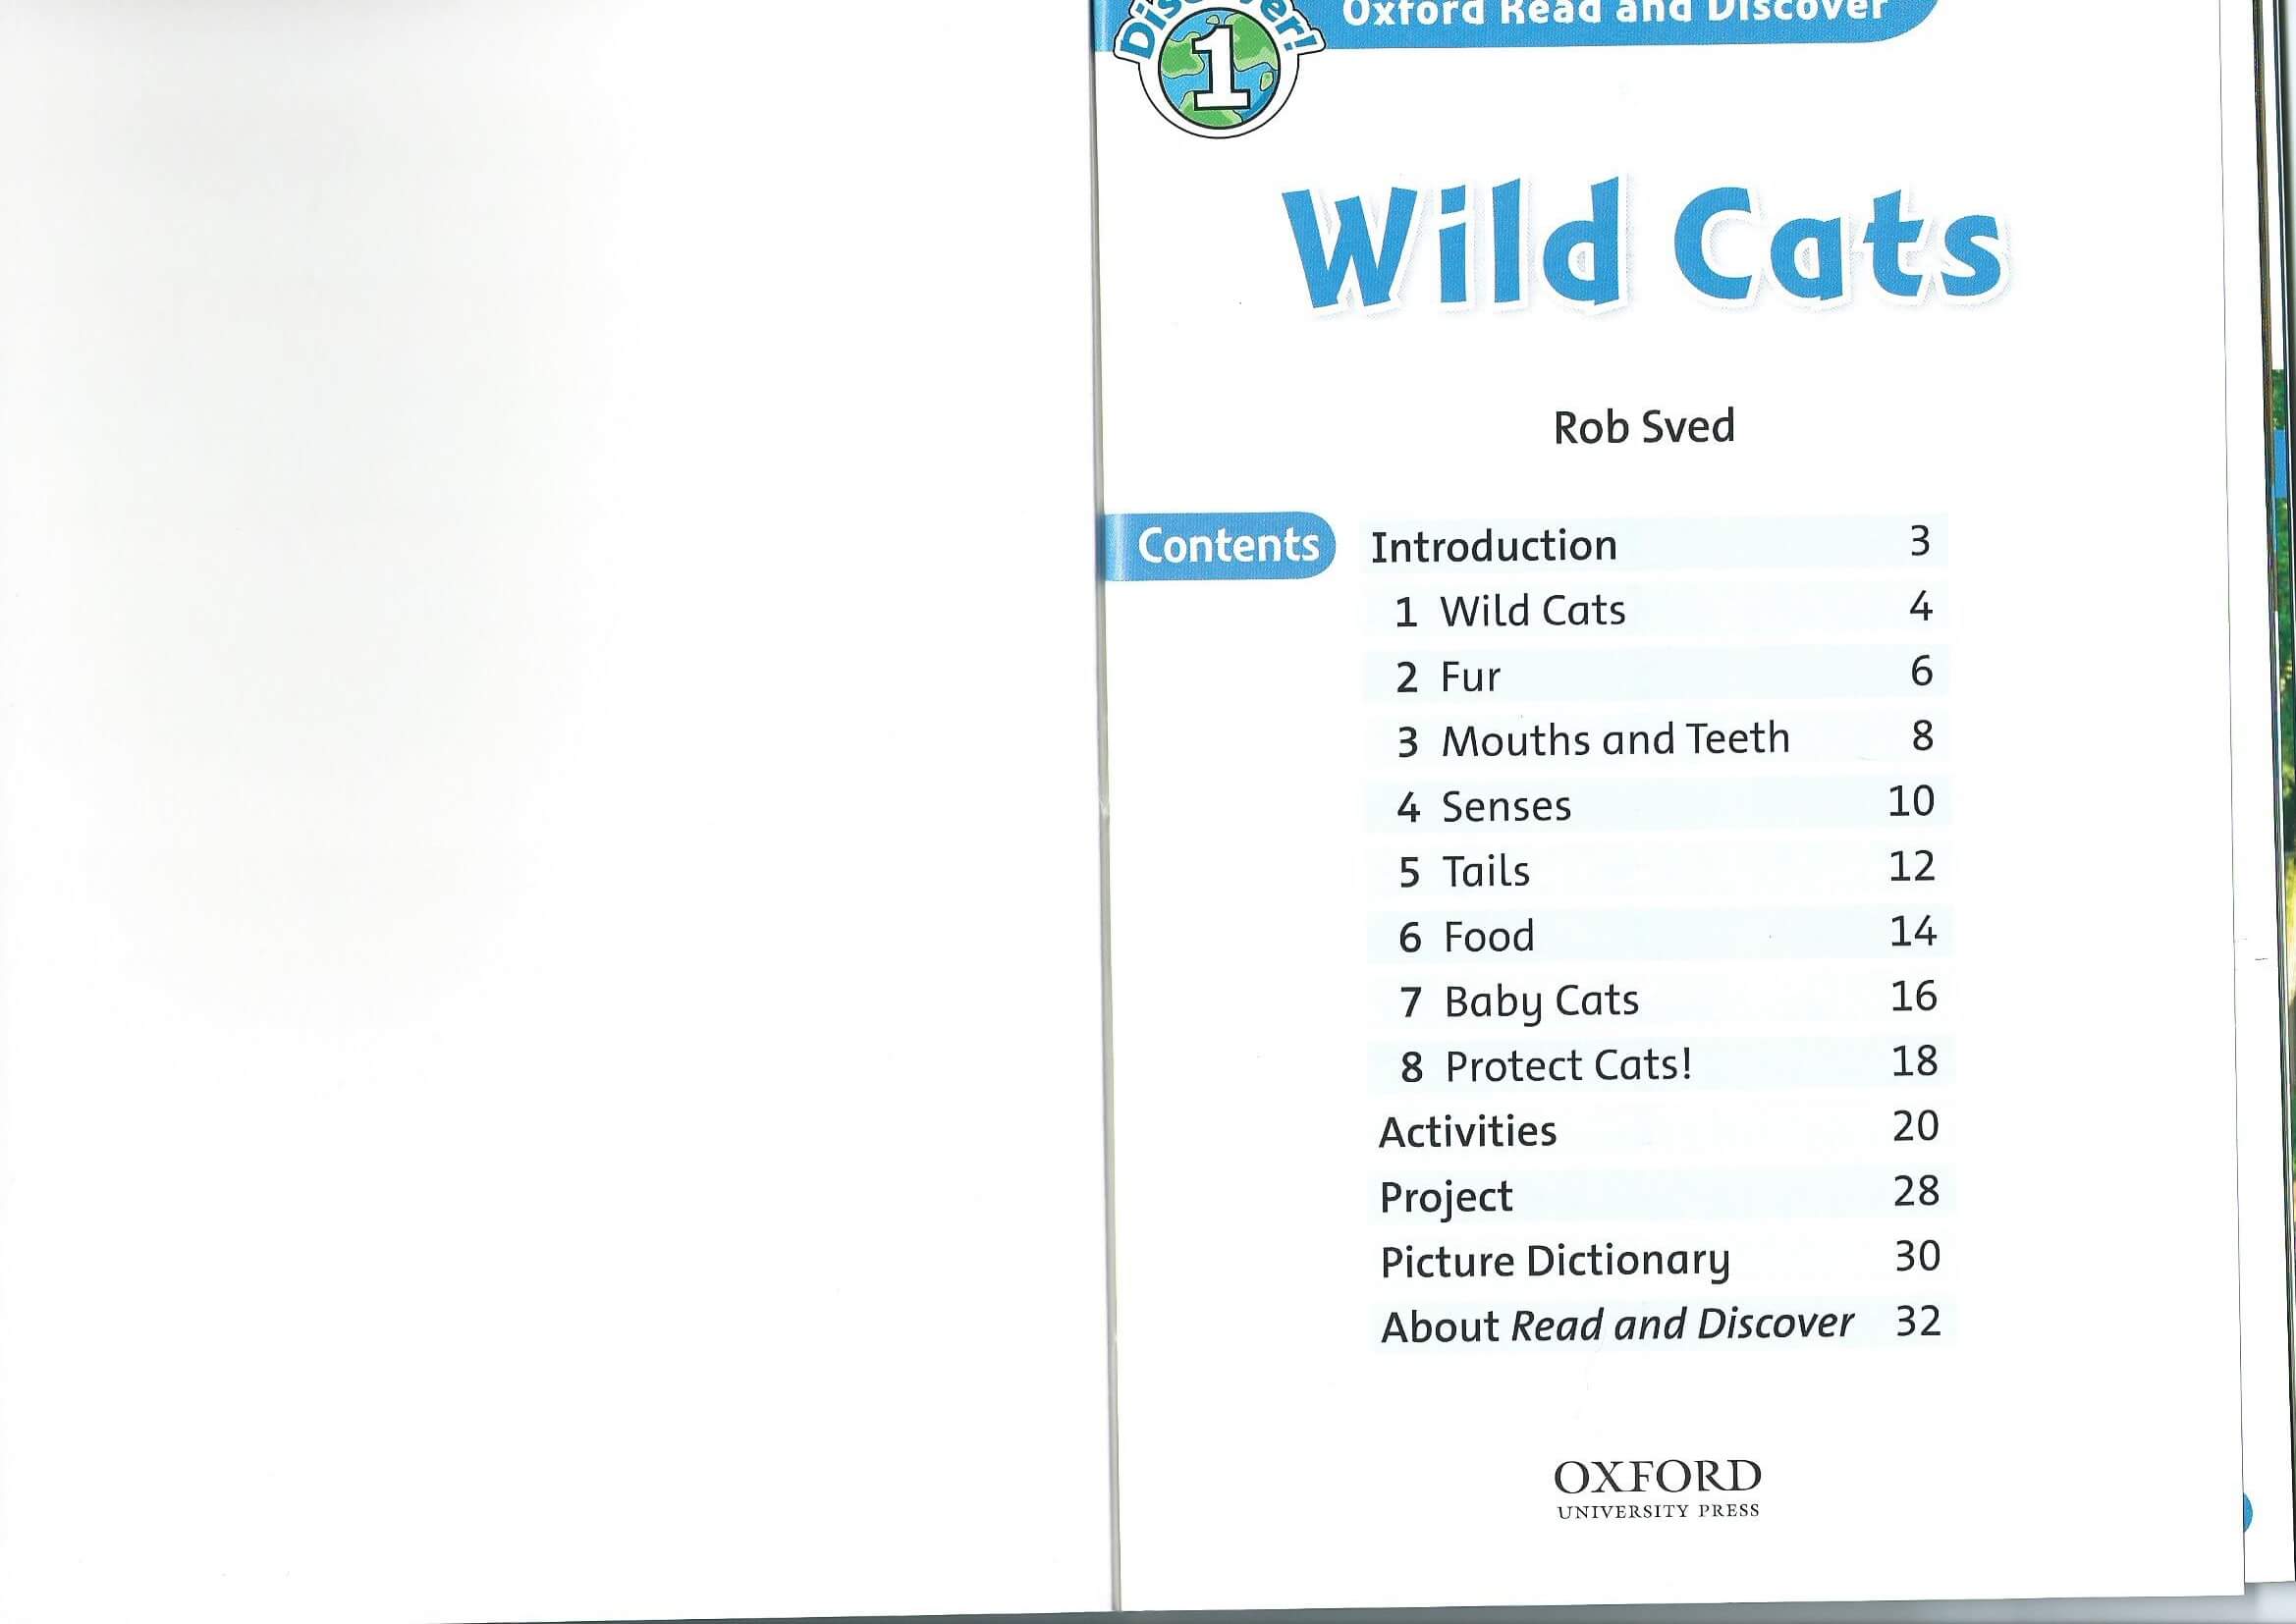 Discover!
1
Oxford Read and Discover
Wild Cats
Rob Sved
Contents
Introduction 3
1 Wild Cats 4
2 Fur 6
3 Mouths and Teeth 8
4 Senses 10
5 Tails 12
6 Food 14
7 Baby Cats 16
8 Protect Cats! 18
Activities 20
Project 28
Picture Dictionary 30
About Read and Discover 32
OXFORD
UNIVERSITY PRESS